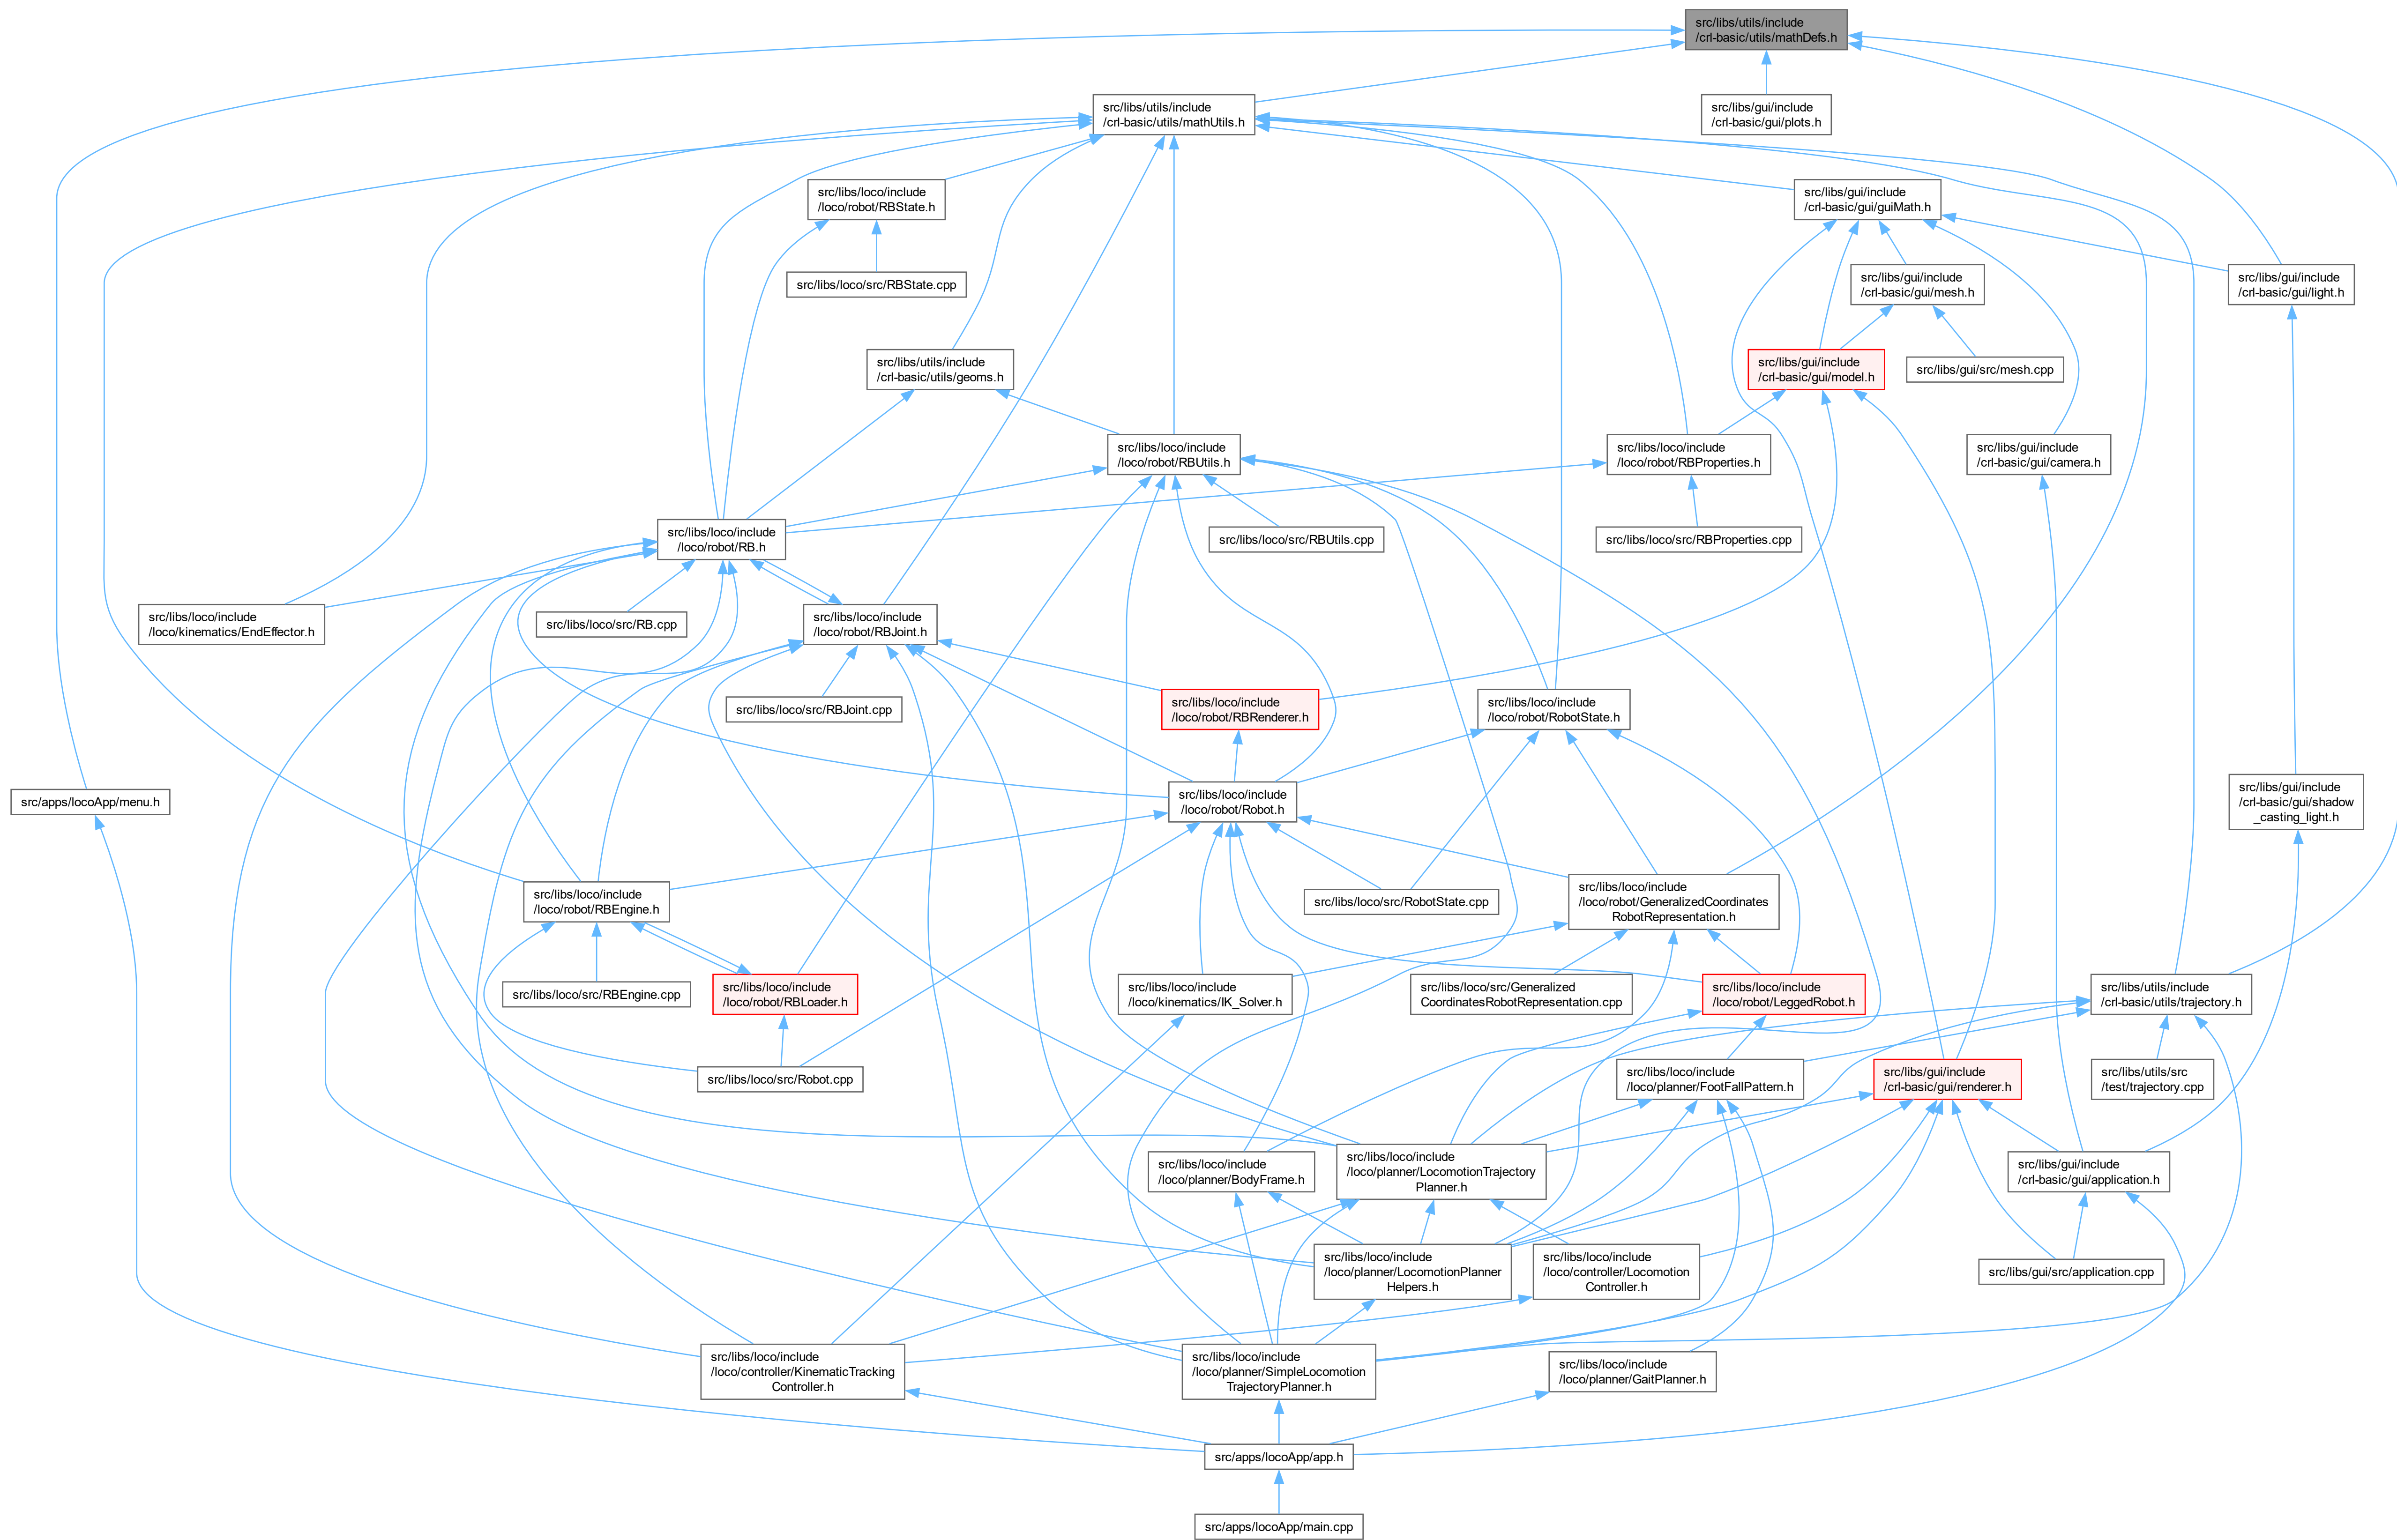 src/libs/utils/include
/crl-basic/utils/mathDefs.h
src/libs/utils/include
/crl-basic/utils/mathUtils.h
src/libs/gui/include
/crl-basic/gui/plots.h
src/libs/loco/include
/loco/robot/RBState.h
src/libs/gui/include
/crl-basic/gui/guiMath.h
src/libs/loco/src/RBState.cpp
src/libs/gui/include
/crl-basic/gui/mesh.h
src/libs/gui/include
/crl-basic/gui/light.h
src/libs/utils/include
/crl-basic/utils/geoms.h
src/libs/gui/include
/crl-basic/gui/model.h
src/libs/gui/src/mesh.cpp
src/libs/loco/include
/loco/robot/RBUtils.h
src/libs/loco/include
/loco/robot/RBProperties.h
src/libs/gui/include
/crl-basic/gui/camera.h
src/libs/loco/include
/loco/robot/RB.h
src/libs/loco/src/RBUtils.cpp
src/libs/loco/src/RBProperties.cpp
src/libs/loco/include
/loco/kinematics/EndEffector.h
src/libs/loco/src/RB.cpp
src/libs/loco/include
/loco/robot/RBJoint.h
src/libs/loco/src/RBJoint.cpp
src/libs/loco/include
/loco/robot/RBRenderer.h
src/libs/loco/include
/loco/robot/RobotState.h
src/apps/locoApp/menu.h
src/libs/loco/include
/loco/robot/Robot.h
src/libs/gui/include
/crl-basic/gui/shadow
_casting_light.h
src/libs/loco/include
/loco/robot/RBEngine.h
src/libs/loco/src/RobotState.cpp
src/libs/loco/include
/loco/robot/GeneralizedCoordinates
RobotRepresentation.h
src/libs/loco/src/RBEngine.cpp
src/libs/loco/include
/loco/robot/RBLoader.h
src/libs/loco/include
/loco/kinematics/IK_Solver.h
src/libs/loco/src/Generalized
CoordinatesRobotRepresentation.cpp
src/libs/loco/include
/loco/robot/LeggedRobot.h
src/libs/utils/include
/crl-basic/utils/trajectory.h
src/libs/loco/src/Robot.cpp
src/libs/loco/include
/loco/planner/FootFallPattern.h
src/libs/gui/include
/crl-basic/gui/renderer.h
src/libs/utils/src
/test/trajectory.cpp
src/libs/loco/include
/loco/planner/BodyFrame.h
src/libs/loco/include
/loco/planner/LocomotionTrajectory
Planner.h
src/libs/gui/include
/crl-basic/gui/application.h
src/libs/loco/include
/loco/planner/LocomotionPlanner
Helpers.h
src/libs/loco/include
/loco/controller/Locomotion
Controller.h
src/libs/gui/src/application.cpp
src/libs/loco/include
/loco/controller/KinematicTracking
Controller.h
src/libs/loco/include
/loco/planner/SimpleLocomotion
TrajectoryPlanner.h
src/libs/loco/include
/loco/planner/GaitPlanner.h
src/apps/locoApp/app.h
src/apps/locoApp/main.cpp